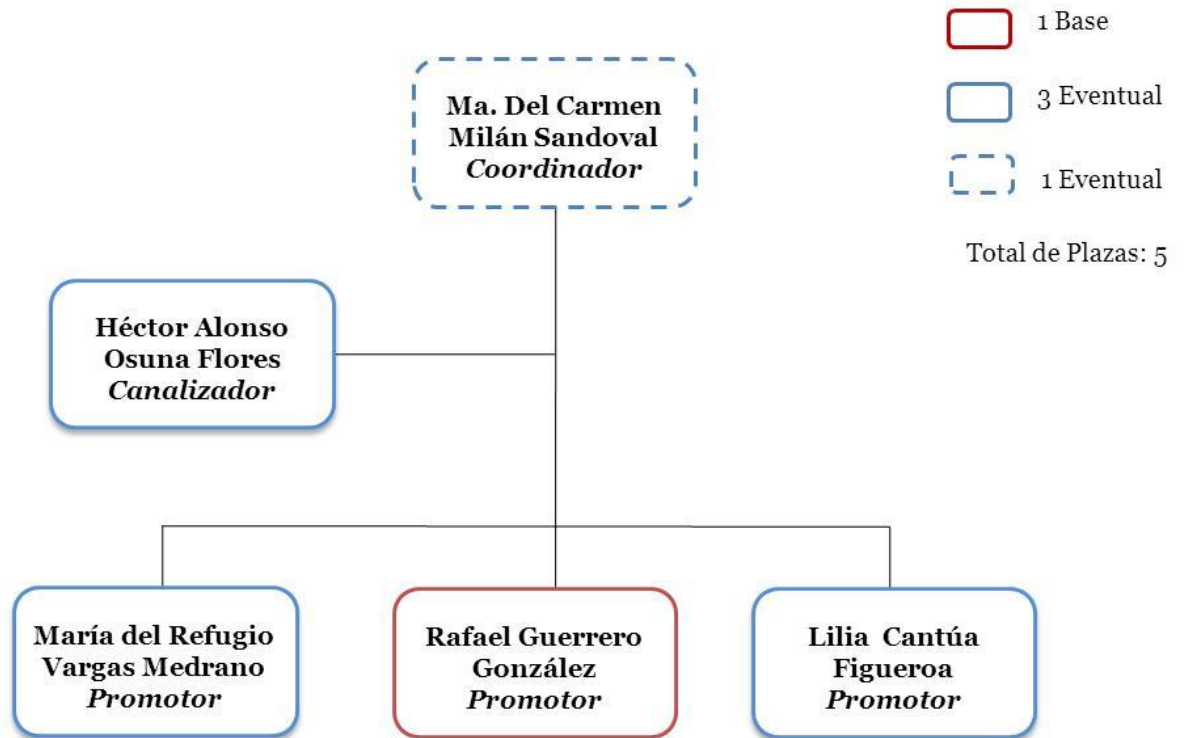 1 Base
3 Eventual
1 Eventual
Total de Plazas: 5
Ma. Del Carmen
Milán Sandoval
Coordinador
Héctor Alonso
Osuna Flores
Canalizador
María del Refugio
Vargas Medrano
Promotor
Rafael Guerrero
González
Promotor
Lilia Cantúa
Figueroa
Promotor